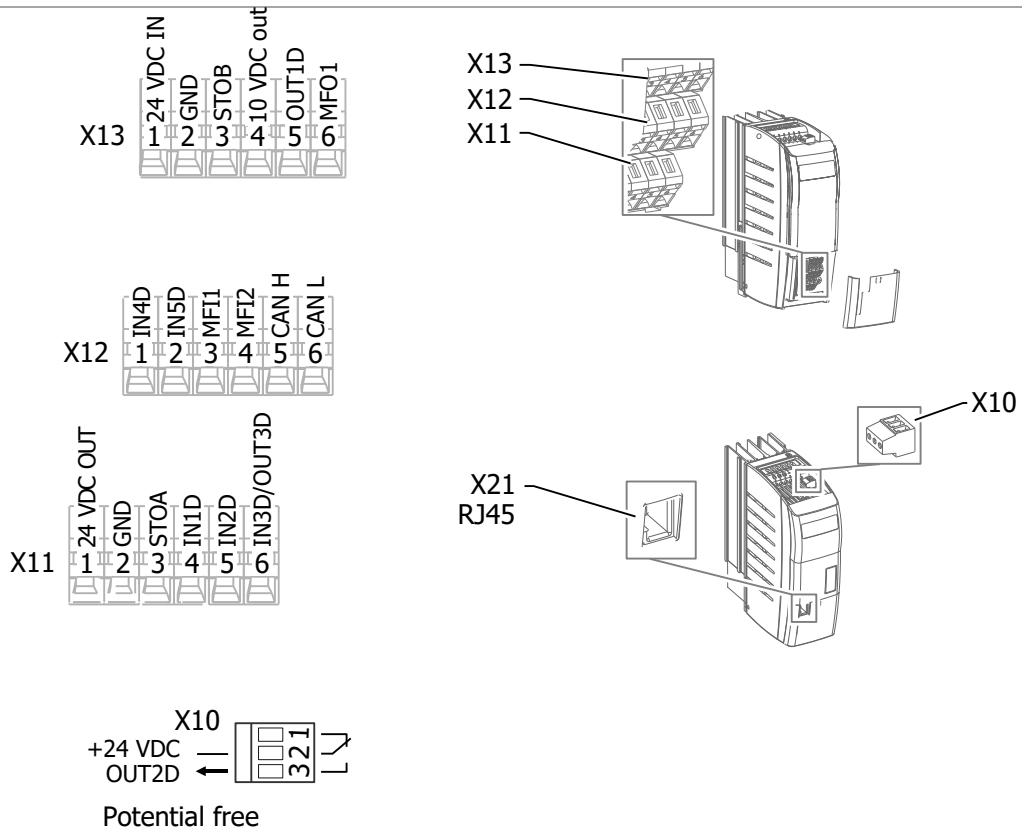 X13
24 VDC IN
GND
STOB
10 VDC out
OUT1D
MFO1
1 2 3 4 5 6
X12
IN4D
IN5D
MFI1
MFI2
CAN H
CAN L
1 2 3 4 5 6
X11
24 VDC OUT
GND
STOA
IN1D
IN2D
IN3D/OUT3D
1 2 3 4 5 6
X10
+24 VDC
OUT2D
3 2 1
Potential free
X13
X12
X11
X10
X21
RJ45